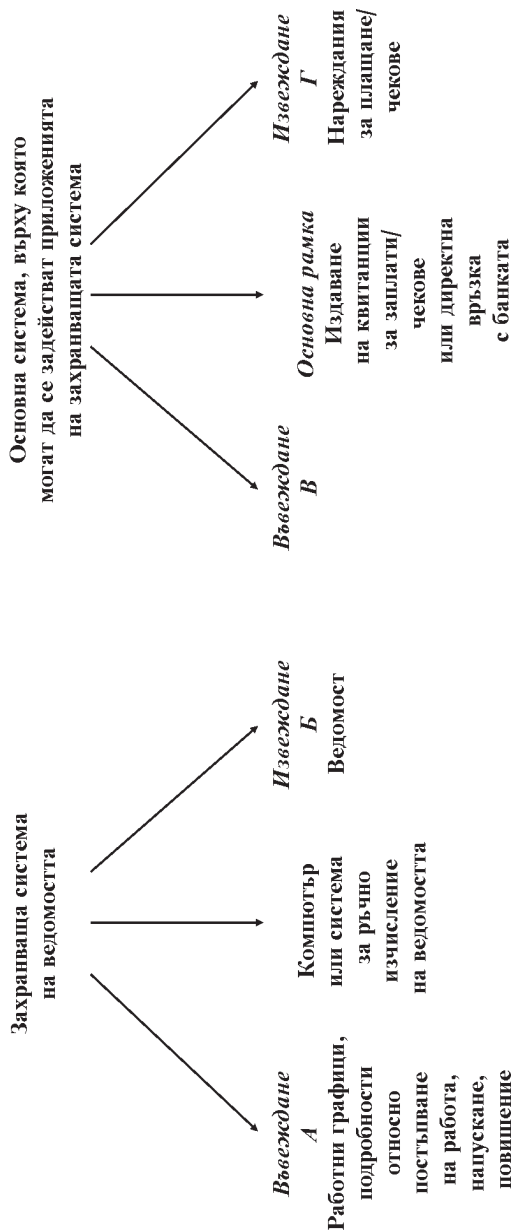 Захранваща система
на ведомостта
Въвеждане
А
Работни графици,
подробности
относно
постъпване
на работа,
напускане,
повишение
Компютър
или система
за ръчно
изчисление
на ведомостта
Извеждане
Б
Ведомост
Основна система, върху която
могат да се задействат приложенията
на захранващата система
Въвеждане
В
Основна рамка
Издаване
на квитанции
за заплати/
чекове
или директна
връзка
с банката
Извеждане
Г
Нареждания
за плащане/
чекове